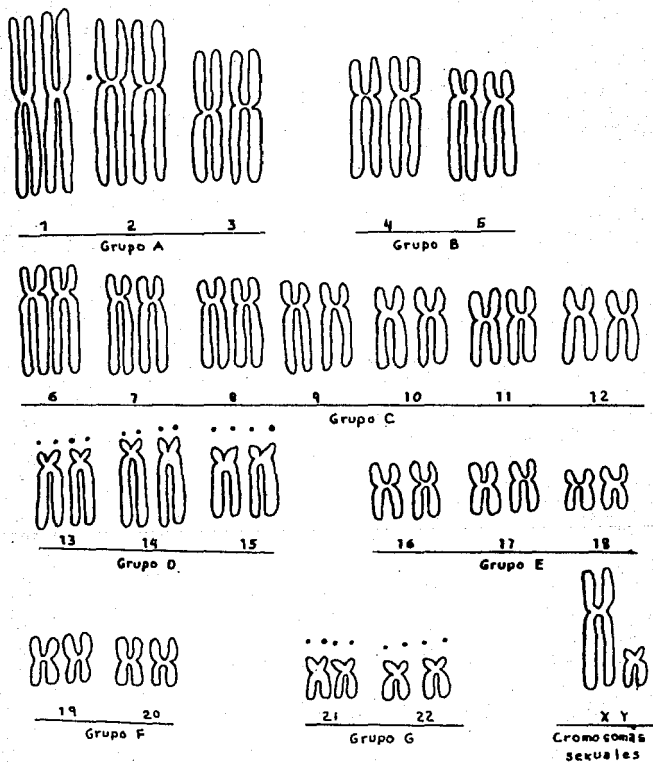 1 2 3
Grupo A
4 5
Grupo B
6 7 8 9 10 11 12
Grupo C
13 14 15
Grupo D
16 17 18
Grupo E
19 20
Grupo F
21 22
Grupo G
X Y
Cromosomas
sexuales